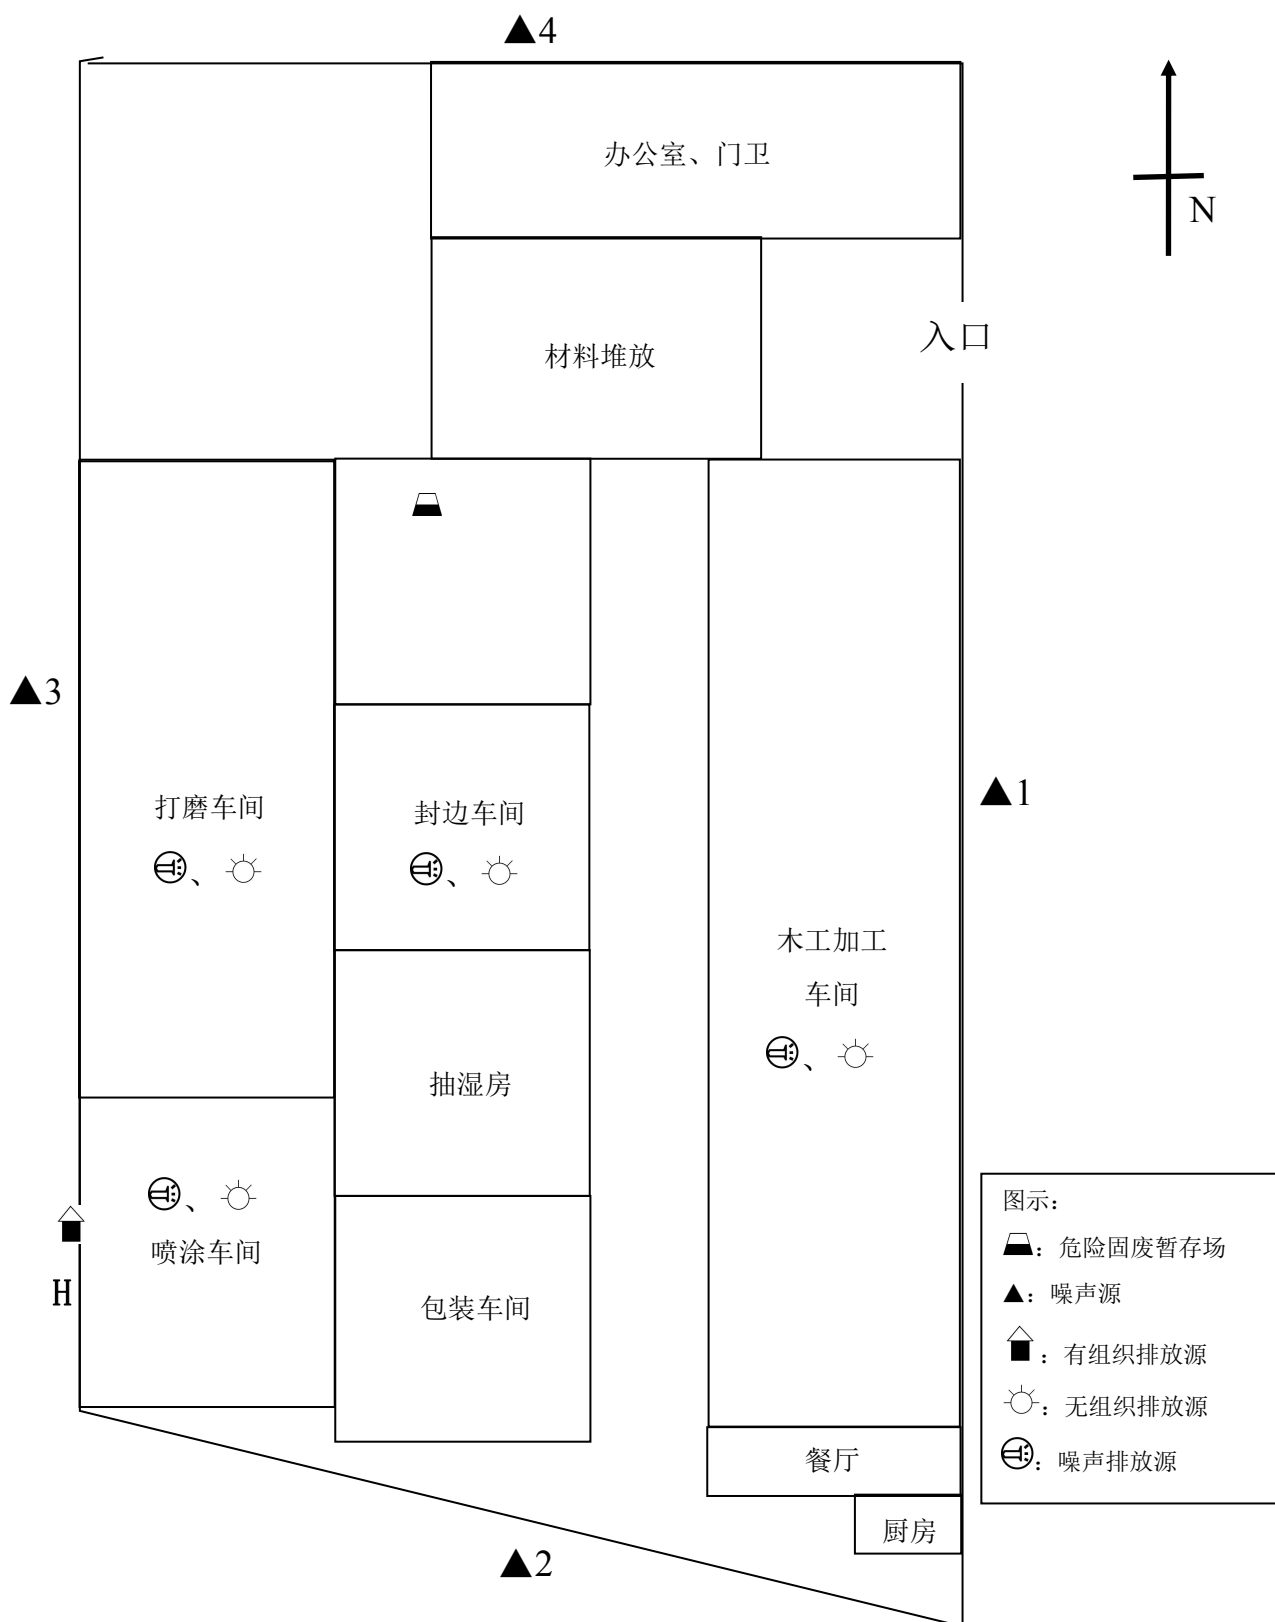 ▲4
办公室、门卫
N
入口
材料堆放
▲3
▲1
打磨车间
封边车间
、
、
木工加工
车间
、
抽湿房
、
喷涂车间
H
包装车间
餐厅
厨房
▲2
图示：
：危险固废暂存场
▲：噪声源
：有组织排放源
：无组织排放源
：噪声排放源